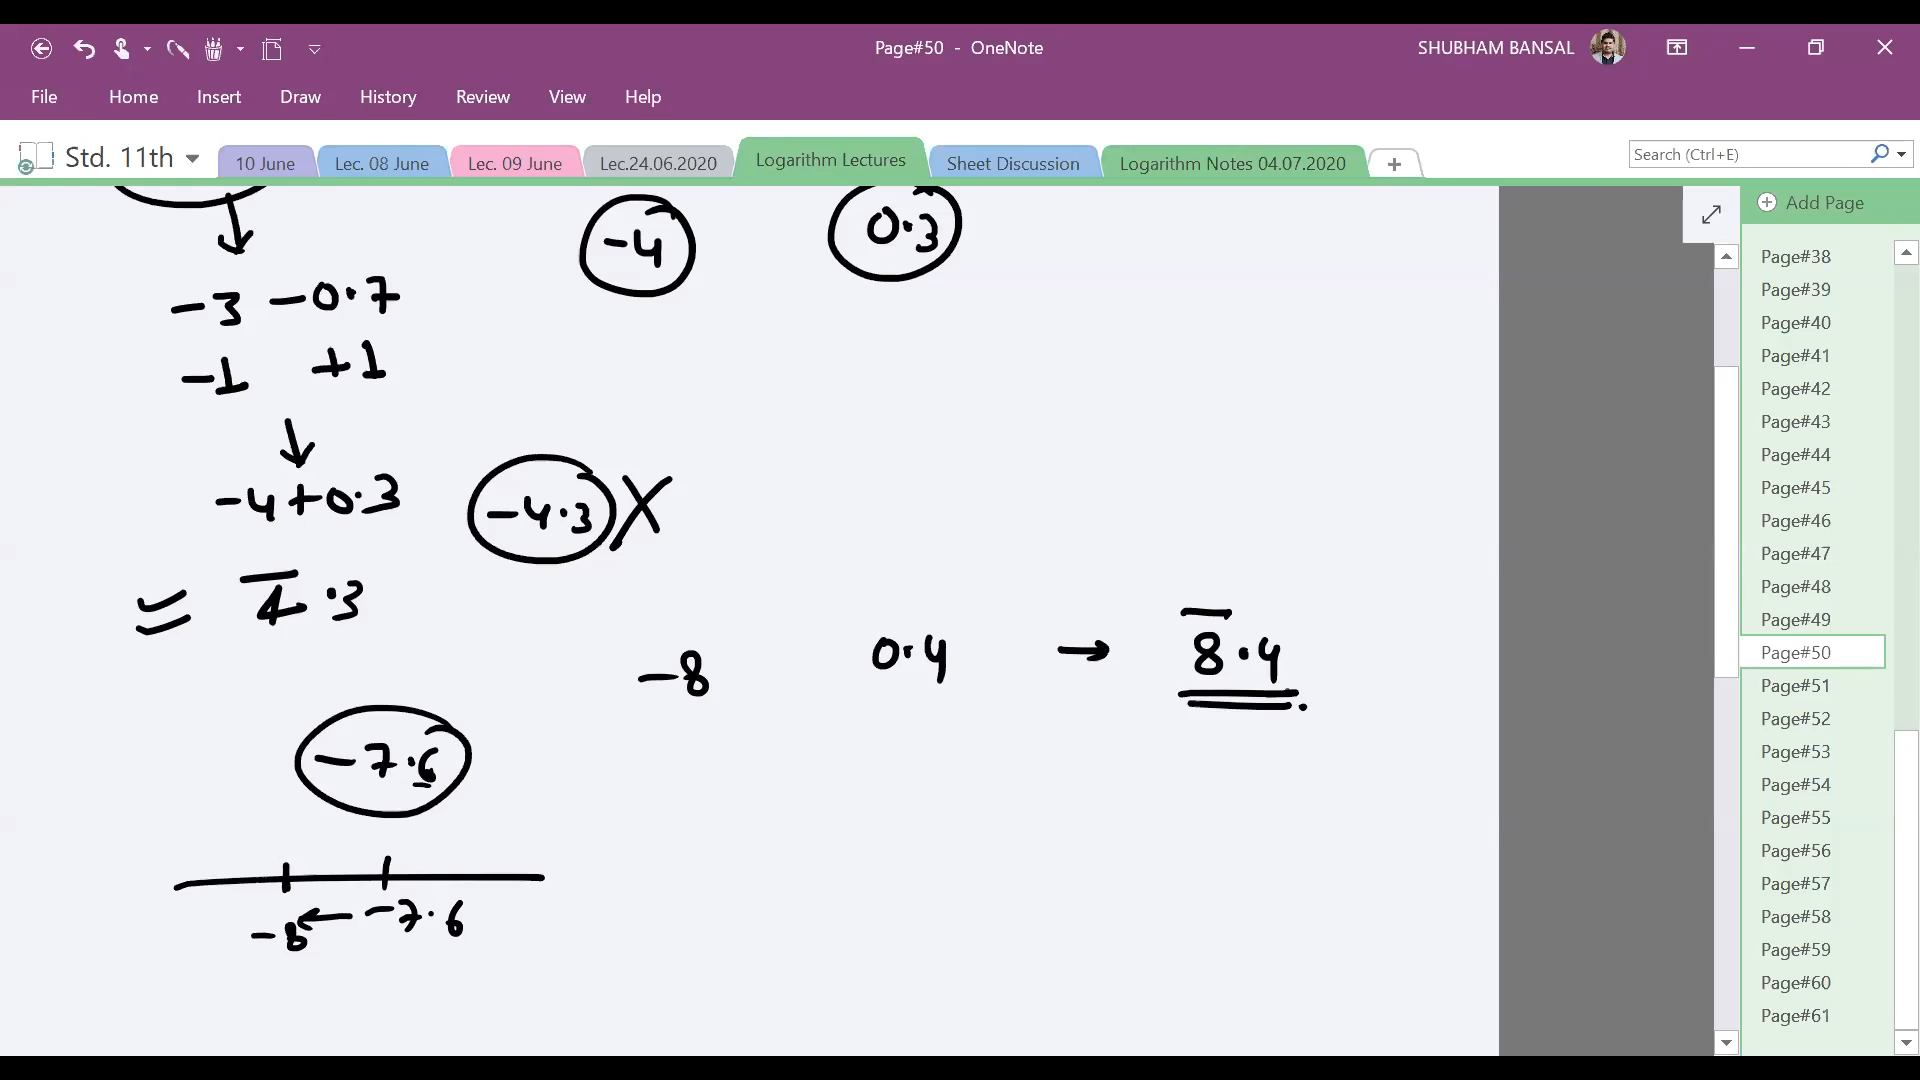 Page#50 - OneNote
SHUBHAM BANSAL
File Home Insert Draw History Review View Help
Std. 11th
10 June
Lec. 08 June
Lec. 09 June
Lec.24.06.2020
Logarithm Lectures
Sheet Discussion
Logarithm Notes 04.07.2020
+
Search (Ctrl+E)
-4
0.3
-3 -0.7
-1 +1
-4+0.3
-4.3 X
= 4̅.3
-8 0.4 → 8̅.4
-7.6
-8 ← -7.6
Add Page
Page#38
Page#39
Page#40
Page#41
Page#42
Page#43
Page#44
Page#45
Page#46
Page#47
Page#48
Page#49
Page#50
Page#51
Page#52
Page#53
Page#54
Page#55
Page#56
Page#57
Page#58
Page#59
Page#60
Page#61